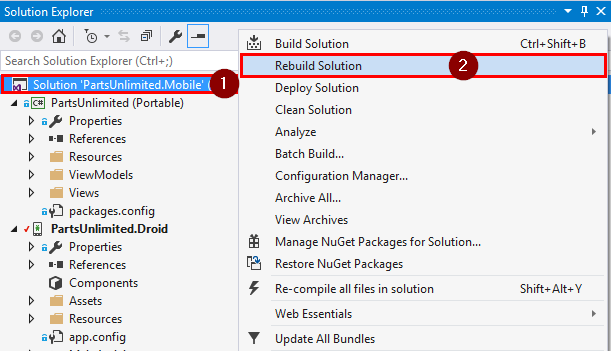 Solution Explorer
Search Solution Explorer (Ctrl+;)
Solution 'PartsUnlimited.Mobile' (
1
C# PartsUnlimited (Portable)
Properties
References
Resources
ViewModels
Views
packages.config
PartsUnlimited.Droid
Properties
References
Components
Assets
Resources
app.config
Build Solution Ctrl+Shift+B
Rebuild Solution
2
Deploy Solution
Clean Solution
Analyze
Batch Build...
Configuration Manager...
Archive All...
View Archives
Manage NuGet Packages for Solution...
Restore NuGet Packages
Re-compile all files in solution Shift+Alt+Y
Web Essentials
Update All Bundles